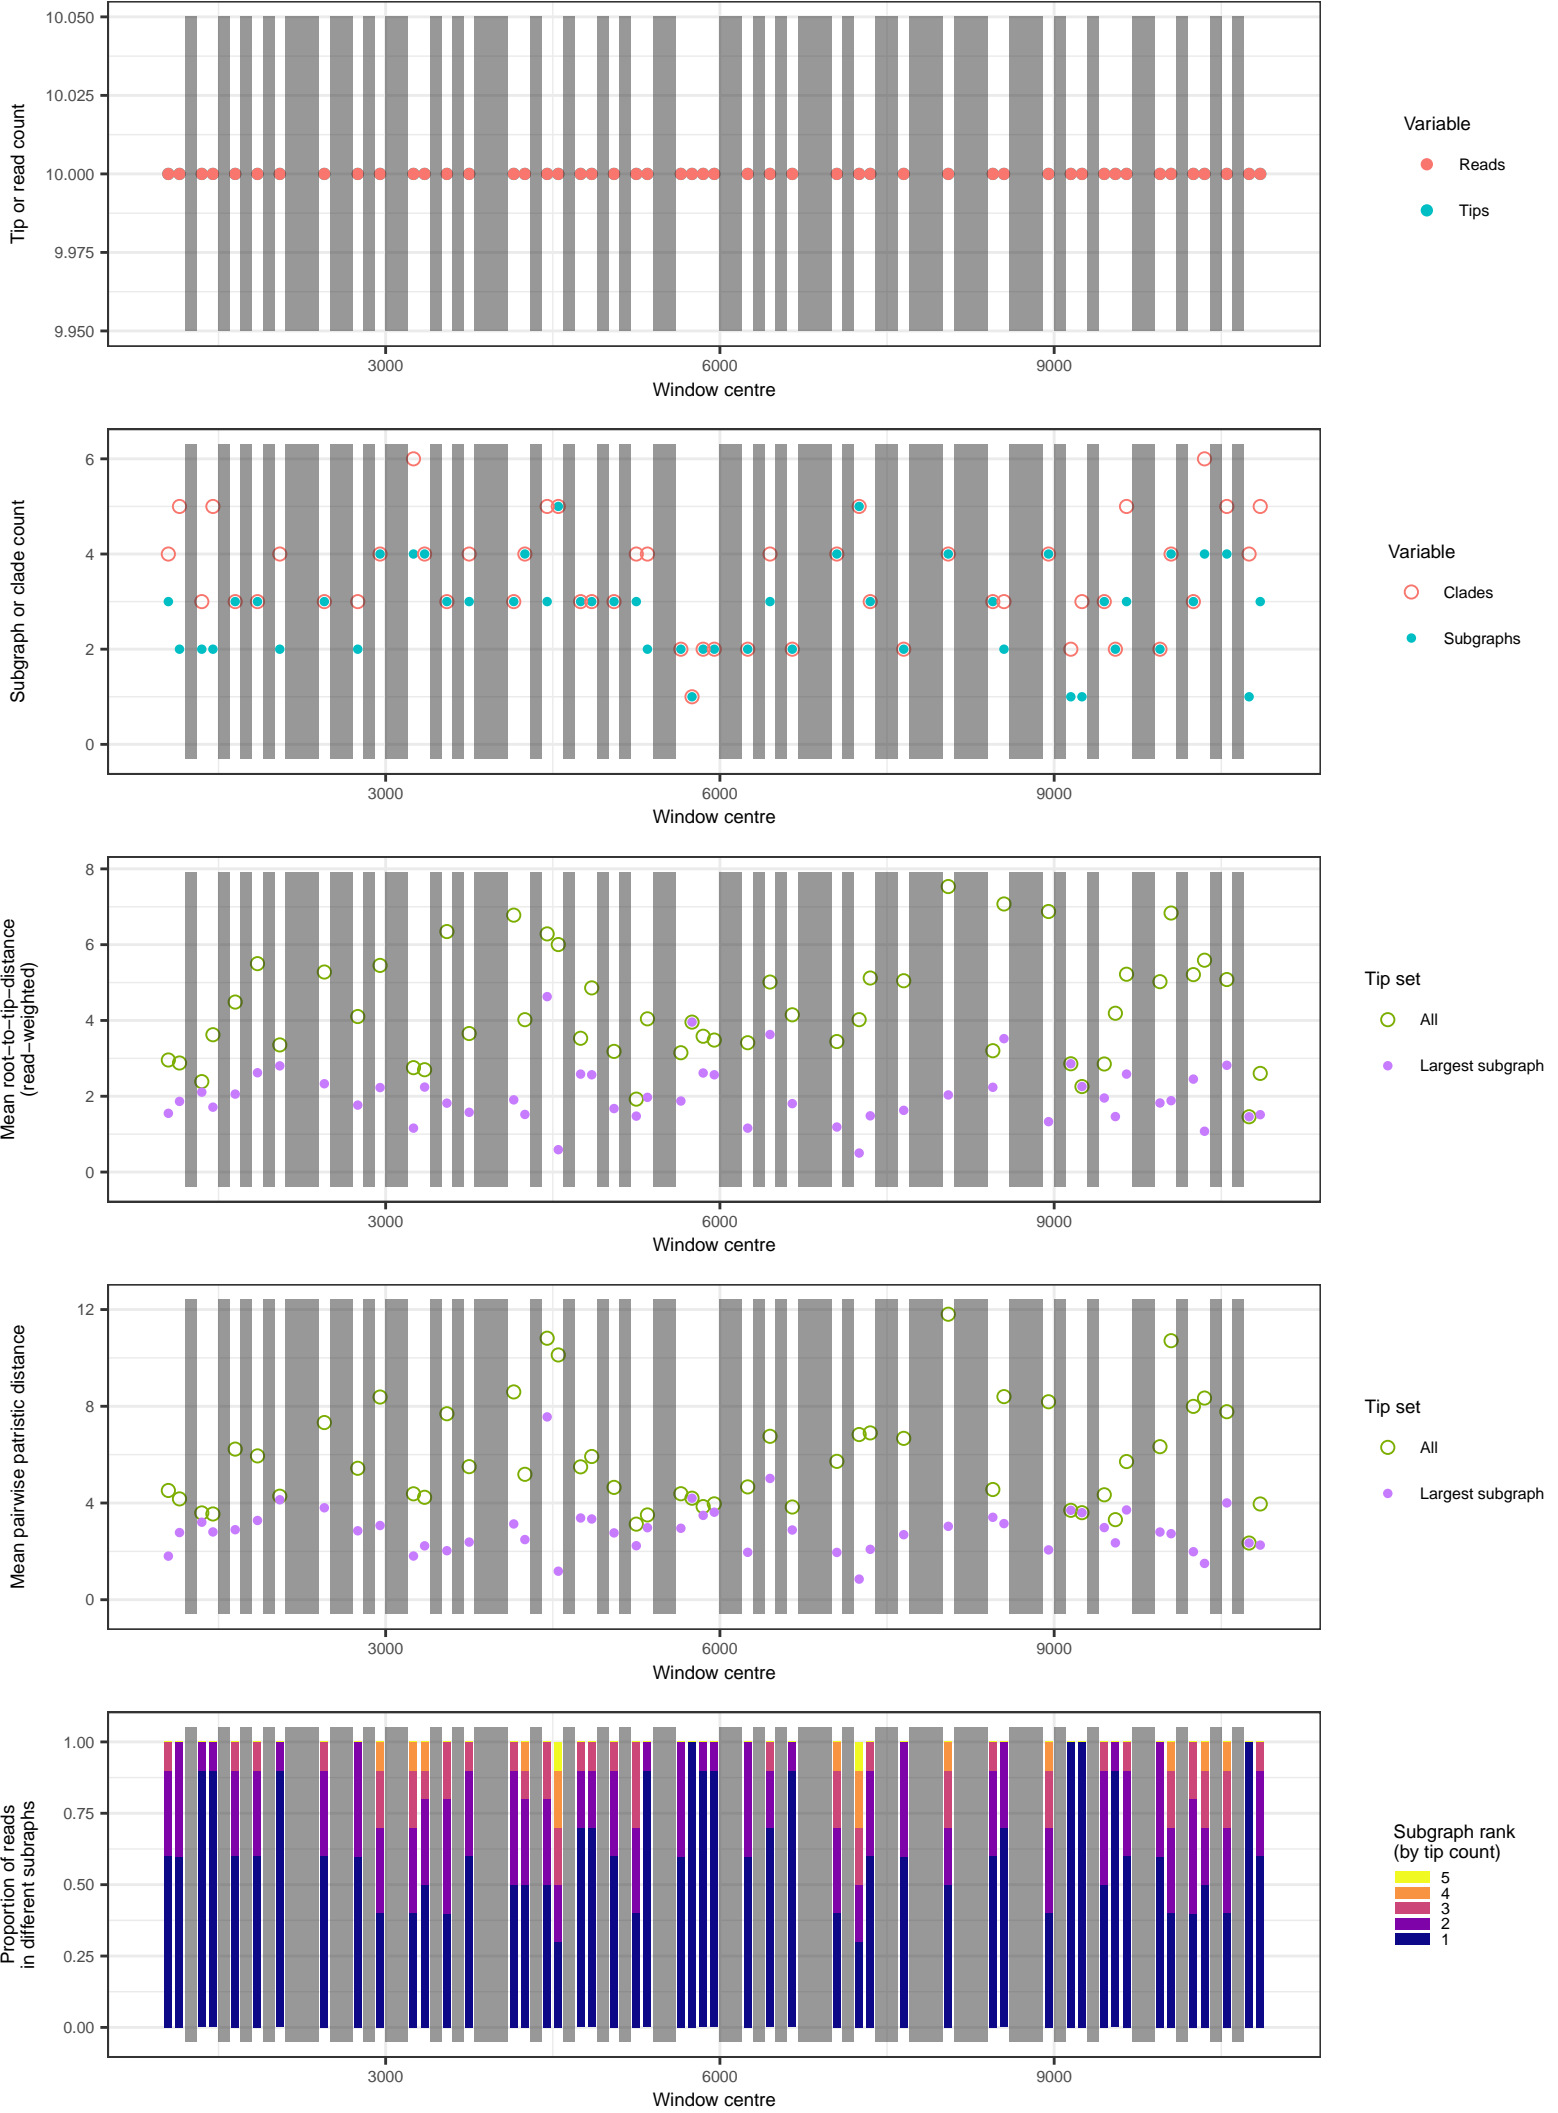 10.050
10.025
10.000
9.975
9.950
Tip or read count
3000 6000 9000
Window centre
Variable
Reads
Tips
6
4
2
0
Subgraph or clade count
3000 6000 9000
Window centre
Variable
Clades
Subgraphs
8
6
4
2
0
Mean root−to−tip−distance
(read−weighted)
3000 6000 9000
Window centre
Tip set
All
Largest subgraph
12
8
4
0
Mean pairwise patristic distance
3000 6000 9000
Window centre
Tip set
All
Largest subgraph
1.00
0.75
0.50
0.25
0.00
Proportion of reads
in different subraphs
3000 6000 9000
Window centre
Subgraph rank
(by tip count)
5
4
3
2
1